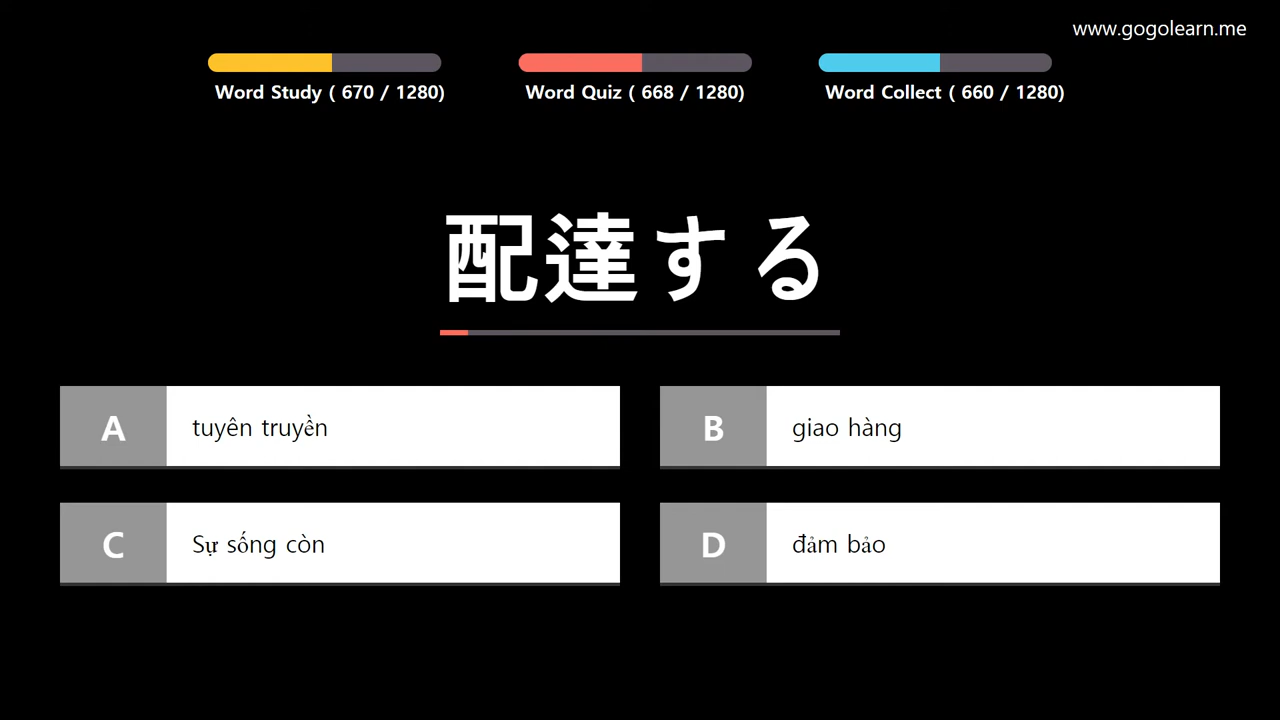 www.gogolearn.me
Word Study ( 670 / 1280)
Word Quiz ( 668 / 1280)
Word Collect ( 660 / 1280)
配達する
A tuyên truyền
B giao hàng
C Sự sống còn
D đảm bảo